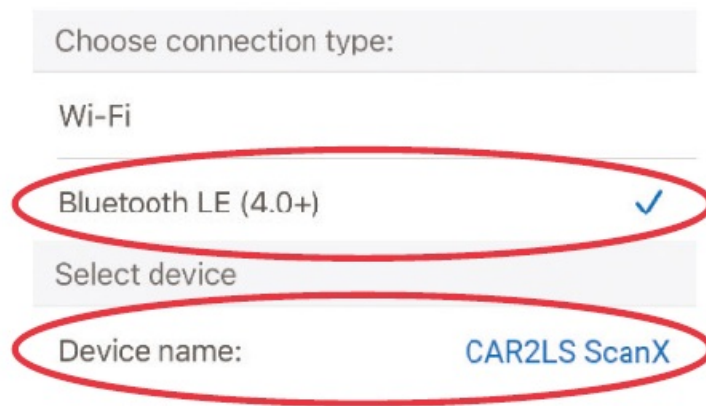 Choose connection type:
Wi-Fi
Bluetooth LE (4.0+)
Select device
Device name: CAR2LS ScanX